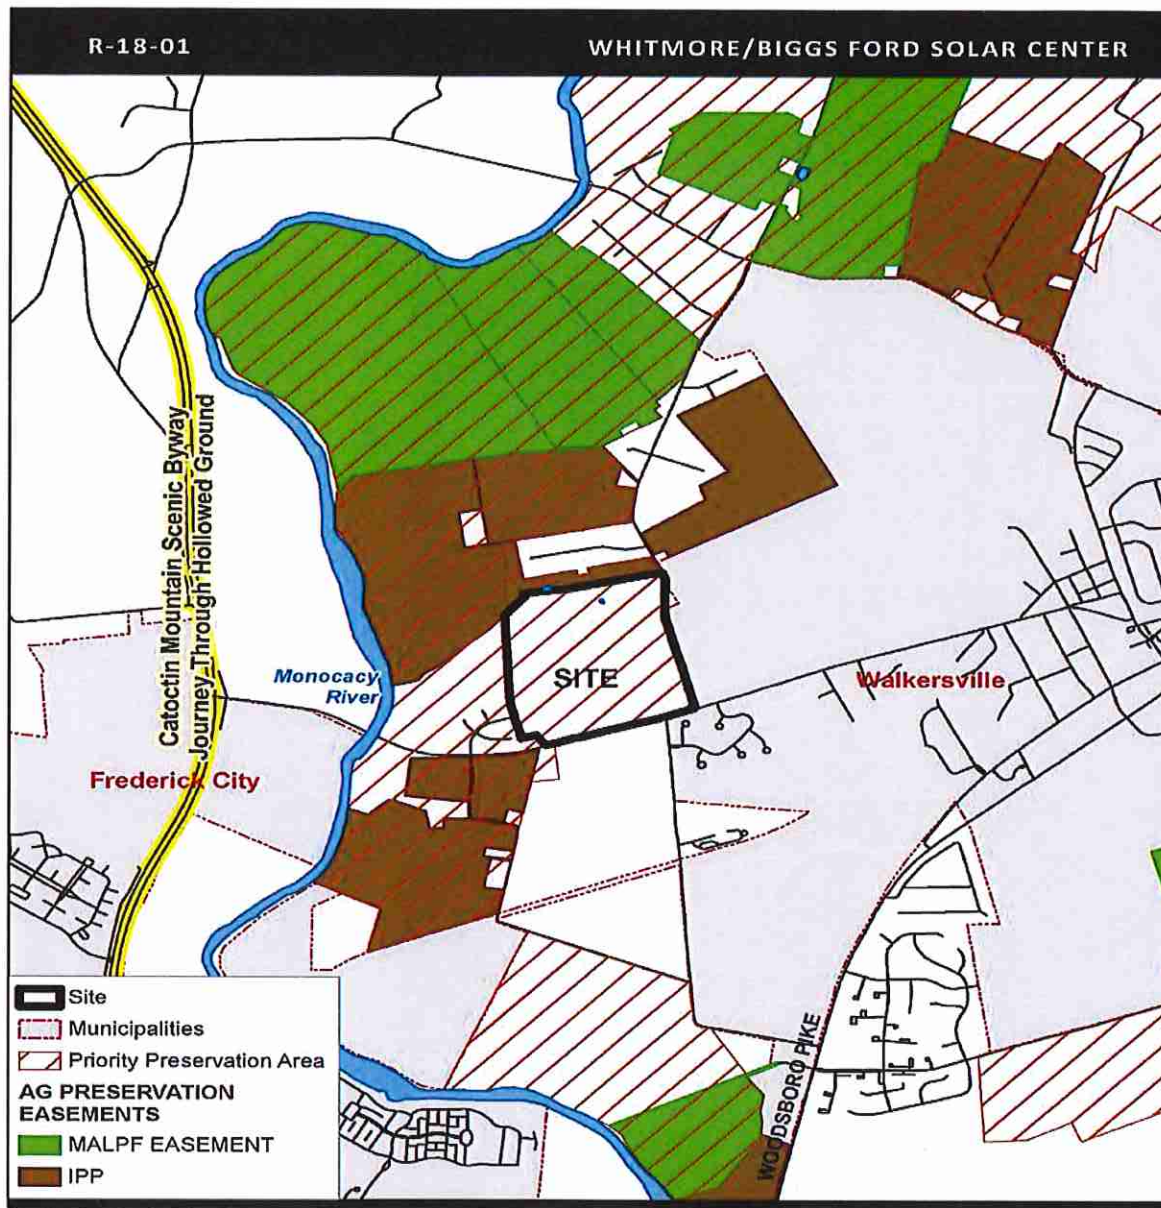 R-18-01
WHITMORE/BIGGS FORD SOLAR CENTER
Catoctin Mountain Scenic Byway
Journey Through Hollowed Ground
Monocacy
River
SITE
Walkersville
Frederick City
WOODSBORO PIKE
Site
Municipalities
Priority Preservation Area
AG PRESERVATION
EASEMENTS
MALPF EASEMENT
IPP